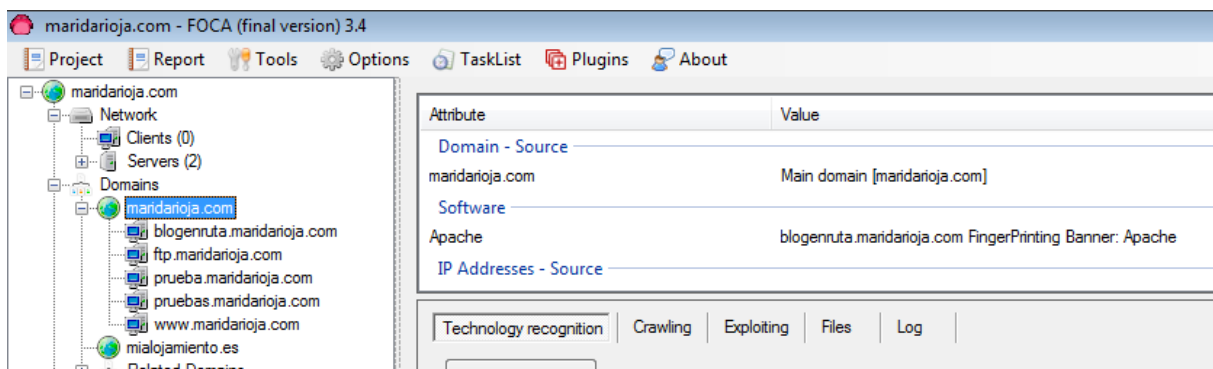 maridarioja.com - FOCA (final version) 3.4
Project Report Tools Options TaskList Plugins About
maridarioja.com
Network
Clients (0)
Servers (2)
Domains
maridarioja.com
blogenruta.maridarioja.com
ftp.maridarioja.com
prueba.maridarioja.com
pruebas.maridarioja.com
www.maridarioja.com
mialojamiento.es
Related Domains
Attribute Value
Domain - Source
maridarioja.com Main domain [maridarioja.com]
Software
Apache blogenruta.maridarioja.com FingerPrinting Banner: Apache
IP Addresses - Source
Technology recognition Crawling Exploiting Files Log